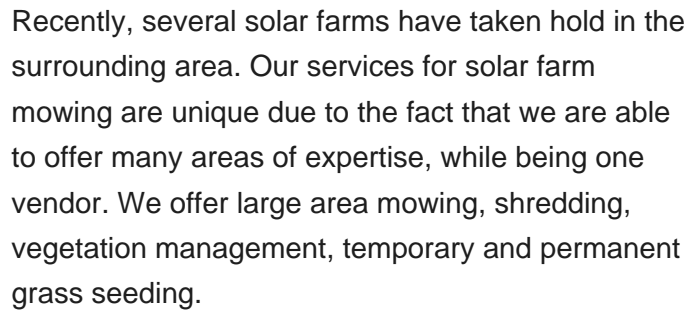 Recently, several solar farms have taken hold in the
surrounding area. Our services for solar farm
mowing are unique due to the fact that we are able
to offer many areas of expertise, while being one
vendor. We offer large area mowing, shredding,
vegetation management, temporary and permanent
grass seeding.